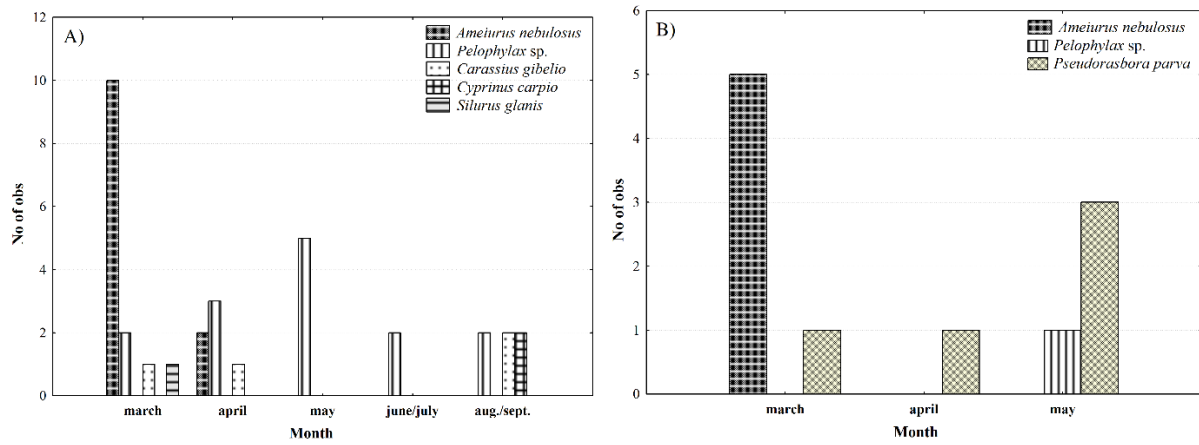 A)
Ameiurus nebulosus
Pelophylax sp.
Carassius gibelio
Cyprinus carpio
Silurus glanis
No of obs
12
10
8
6
4
2
0
march april may june/july aug./sept.
Month
B)
Ameiurus nebulosus
Pelophylax sp.
Pseudorasbora parva
No of obs
6
5
4
3
2
1
0
march april may
Month